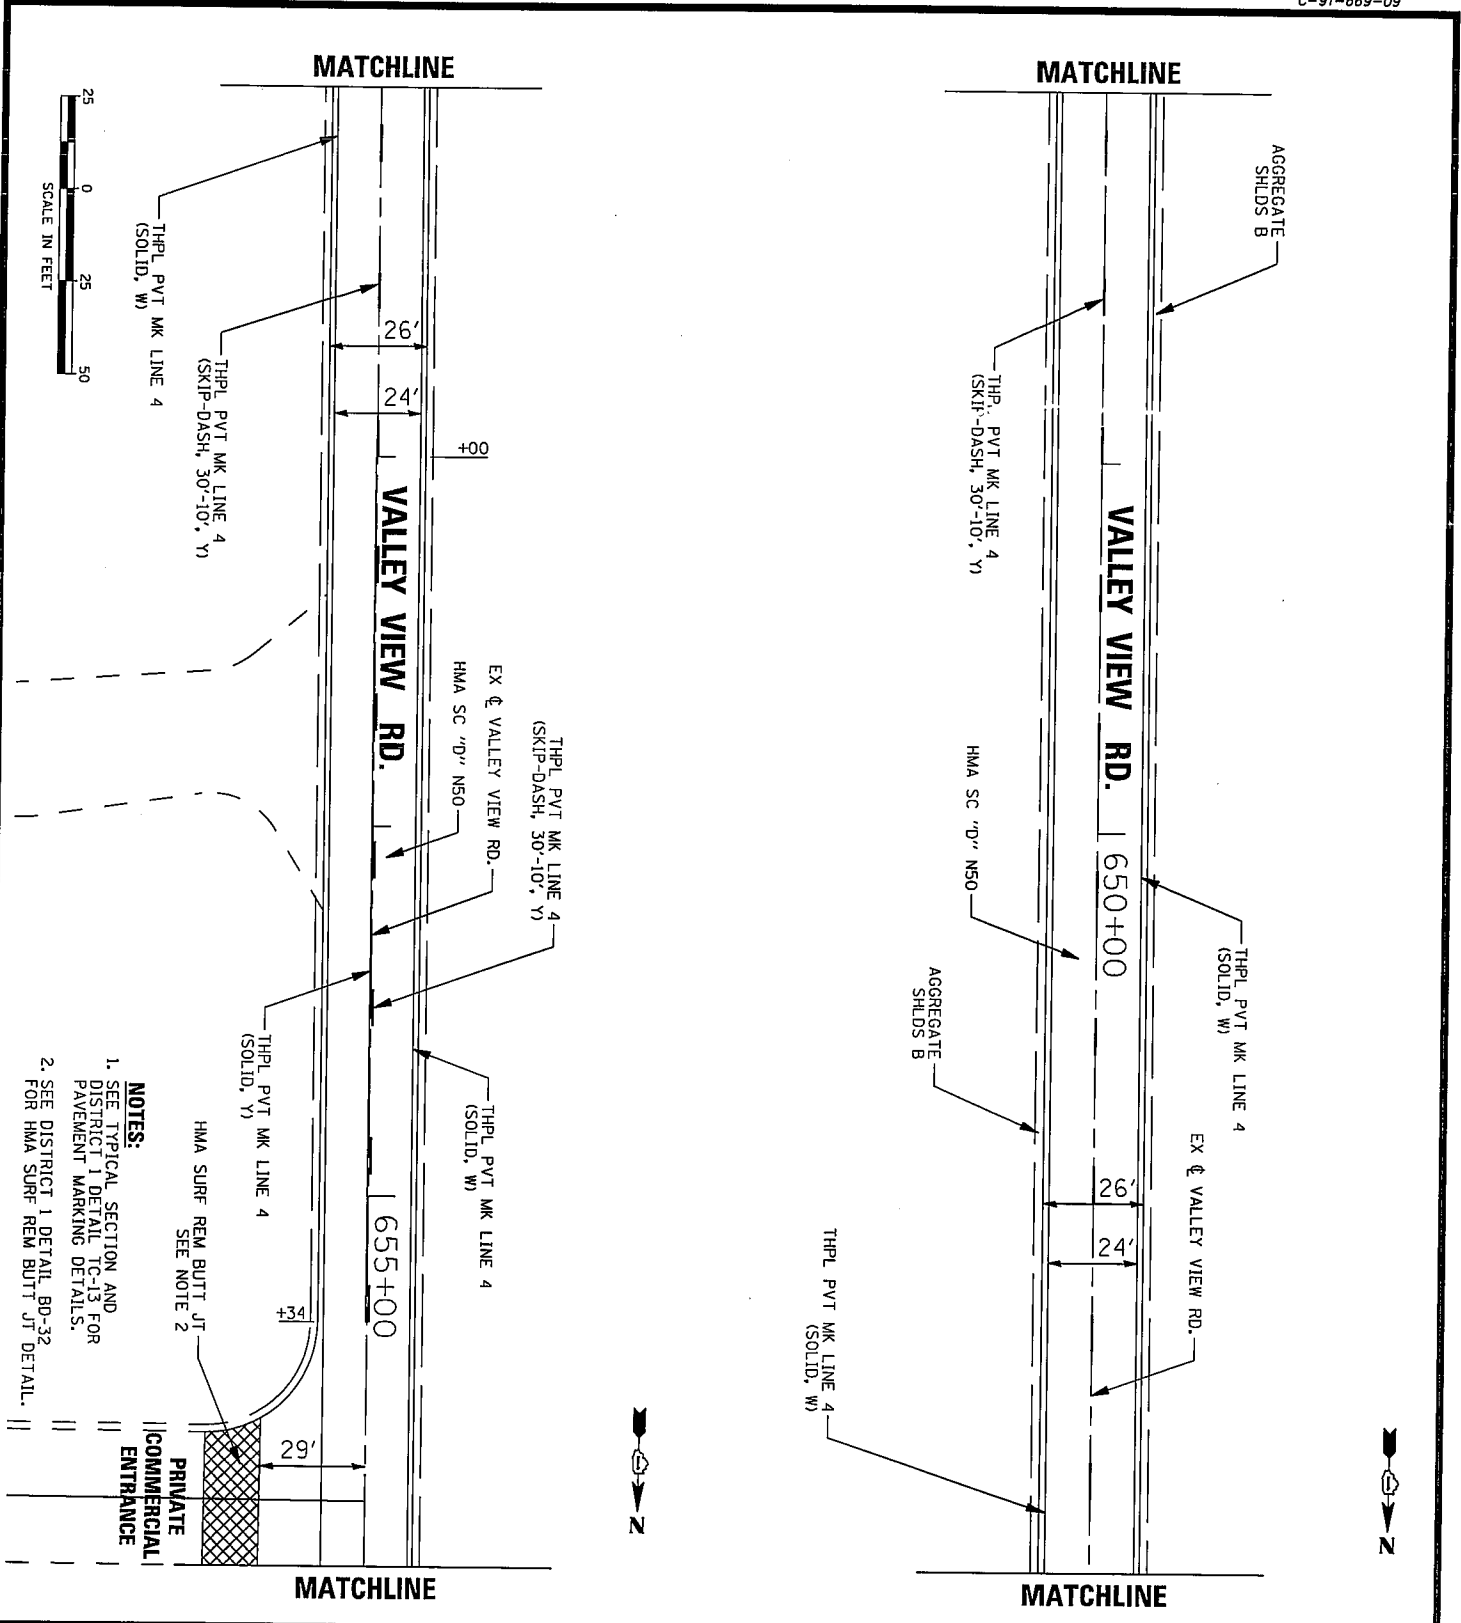 C-91-669-09
MATCHLINE
AGGREGATE
SHLDS B
THPL PVT MK LINE 4
(SKIP-DASH, 30'-10', Y)
VALLEY VIEW RD.
HMA SC "D" N50
650+00
THPL PVT MK LINE 4
(SOLID, W)
AGGREGATE
SHLDS B
EX ℄ VALLEY VIEW RD.
26'
24'
THPL PVT MK LINE 4
(SOLID, W)
N
MATCHLINE
MATCHLINE
25
0
25
50
SCALE IN FEET
THPL PVT MK LINE 4
(SOLID, W)
THPL PVT MK LINE 4
(SKIP-DASH, 30'-10', Y)
26'
24'
+00
VALLEY VIEW RD.
HMA SC "D" N50
EX ℄ VALLEY VIEW RD.
THPL PVT MK LINE 4
(SKIP-DASH, 30'-10', Y)
THPL PVT MK LINE 4
(SOLID, Y)
THPL PVT MK LINE 4
(SOLID, W)
655+00
+34
HMA SURF REM BUTT JT
SEE NOTE 2
29'
PRIVATE
COMMERCIAL
ENTRANCE
N
NOTES:
1. SEE TYPICAL SECTION AND
DISTRICT 1 DETAIL TC-13 FOR
PAVEMENT MARKING DETAILS.
2. SEE DISTRICT 1 DETAIL BD-32
FOR HMA SURF REM BUTT JT DETAIL.
MATCHLINE